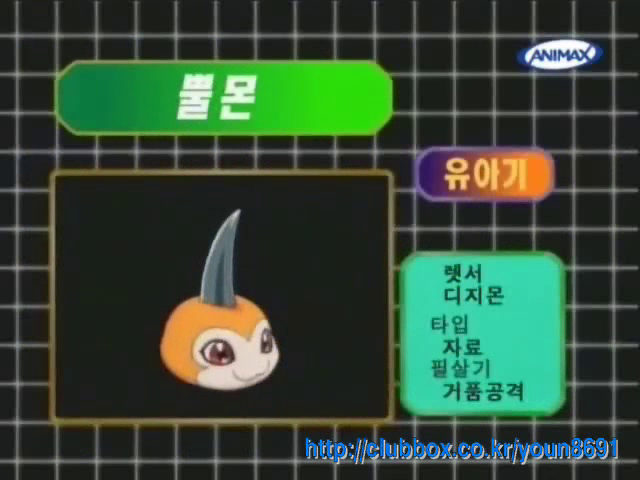 ANIMAX
뿔몬
유아기
렛서
디지몬
타입
자료
필살기
거품공격
http://clubbox.co.kr/youn8691